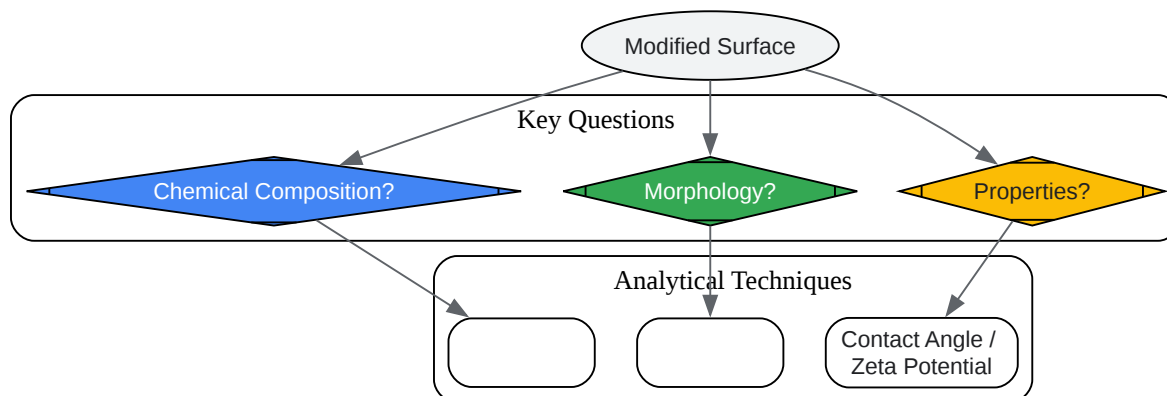 Modified Surface
Key Questions
Chemical Composition?
Morphology?
Properties?
Analytical Techniques
Contact Angle /
Zeta Potential